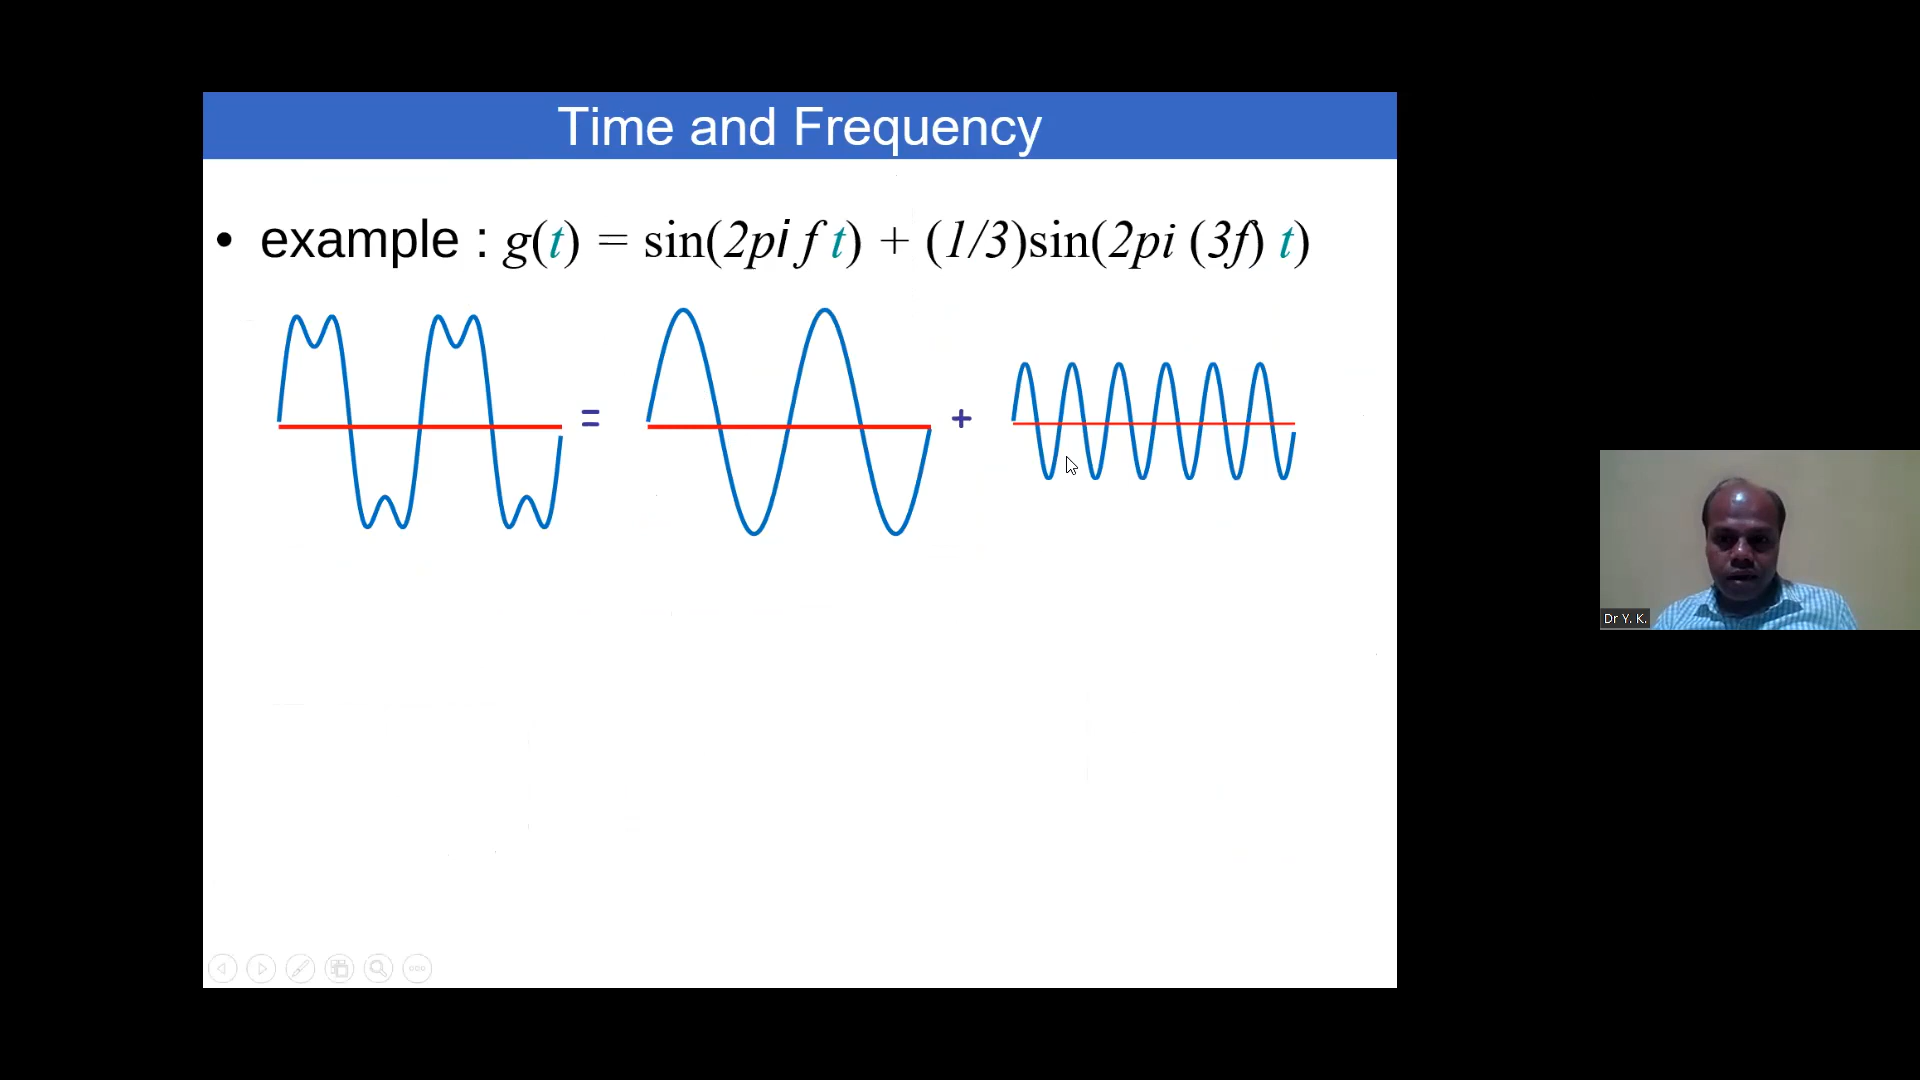 Time and Frequency
• example : g(t) = sin(2pi f t) + (1/3)sin(2pi (3f) t)
= +
Dr Y. K.